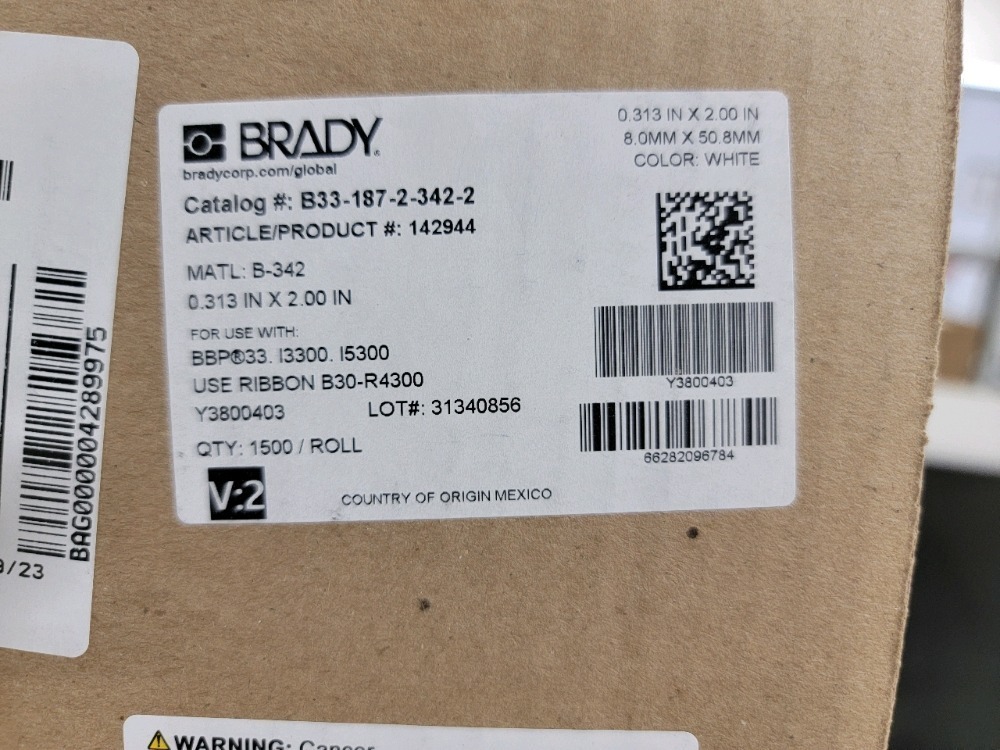 BRADY
bradycorp.com/global
Catalog #: B33-187-2-342-2
ARTICLE/PRODUCT #: 142944
MATL: B-342
0.313 IN X 2.00 IN
FOR USE WITH:
BBP®33. I3300. I5300
USE RIBBON B30-R4300
Y3800403 LOT#: 31340856
QTY: 1500 / ROLL
V:2
COUNTRY OF ORIGIN MEXICO
0.313 IN X 2.00 IN
8.0MM X 50.8MM
COLOR: WHITE
Y3800403
66282096784
BAG0000004289975
/23
WARNING: Cancer